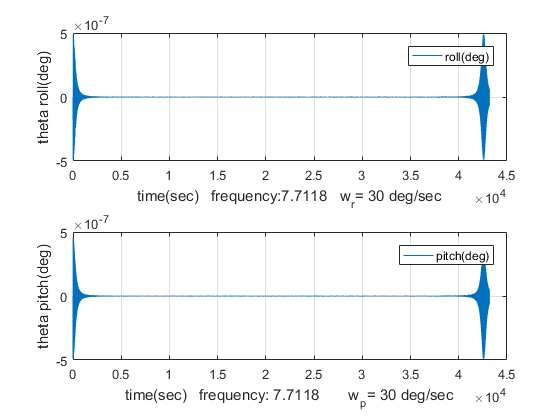 ×10^-7
5
0
-5
theta roll(deg)
roll(deg)
0 0.5 1 1.5 2 2.5 3 3.5 4 4.5
×10^4
time(sec) frequency:7.7118 w_r= 30 deg/sec
×10^-7
5
0
-5
theta pitch(deg)
pitch(deg)
0 0.5 1 1.5 2 2.5 3 3.5 4 4.5
×10^4
time(sec) frequency: 7.7118 w_p= 30 deg/sec